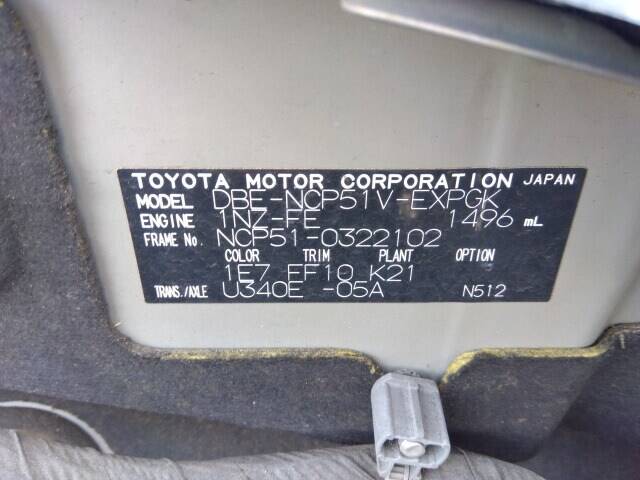 TOYOTA MOTOR CORPORATION JAPAN
MODEL DBE-NCP51V-EXPGK
ENGINE 1NZ-FE 1496 mL
FRAME No. NCP51-0322102
COLOR TRIM PLANT OPTION
1E7 EF10 K21
TRANS./AXLE U340E -05A N512